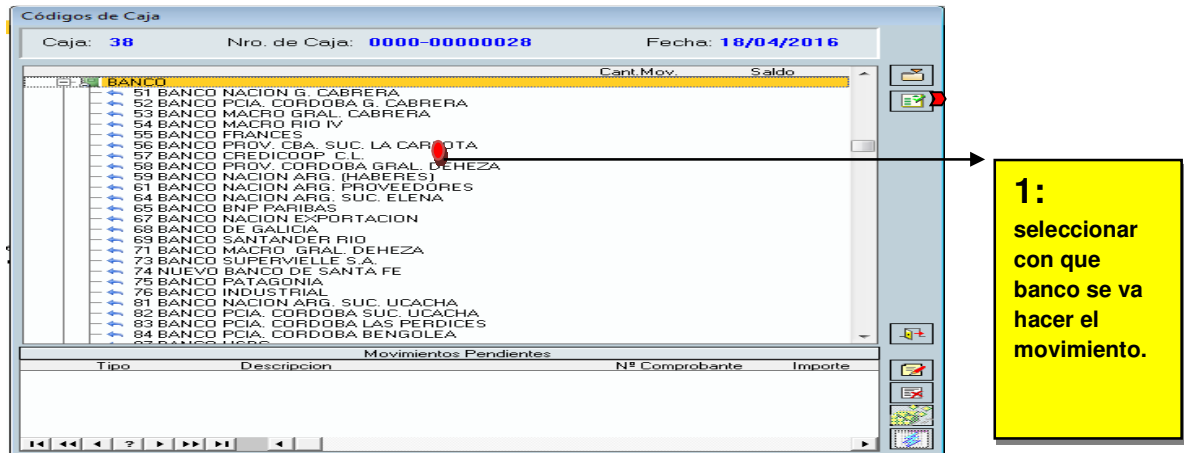 Códigos de Caja
Caja: 38 Nro. de Caja: 0000-00000028 Fecha: 18/04/2016
Cant.Mov. Saldo
BANCO
51 BANCO NACION G. CABRERA
52 BANCO PCIA. CORDOBA G. CABRERA
53 BANCO MACRO GRAL. CABRERA
54 BANCO MACRO RIO IV
55 BANCO FRANCES
56 BANCO PROV. CBA. SUC. LA CARLOTA
57 BANCO CREDICOOP C.L.
58 BANCO PROV. CORDOBA GRAL. DEHEZA
59 BANCO NACION ARG. (HABERES)
61 BANCO NACION ARG. PROVEEDORES
64 BANCO NACION ARG. SUC. ELENA
65 BANCO BNP PARIBAS
67 BANCO NACION EXPORTACION
68 BANCO DE GALICIA
69 BANCO SANTANDER RIO
71 BANCO MACRO GRAL. DEHEZA
73 BANCO SUPERVIELLE S.A.
74 NUEVO BANCO DE SANTA FE
75 BANCO PATAGONIA
76 BANCO INDUSTRIAL
81 BANCO NACION ARG. SUC. UCACHA
82 BANCO PCIA. CORDOBA SUC. UCACHA
83 BANCO PCIA. CORDOBA LAS PERDICES
84 BANCO PCIA. CORDOBA BENGOLEA
Movimientos Pendientes
Tipo Descripcion Nº Comprobante Importe
1:
seleccionar
con que
banco se va
hacer el
movimiento.